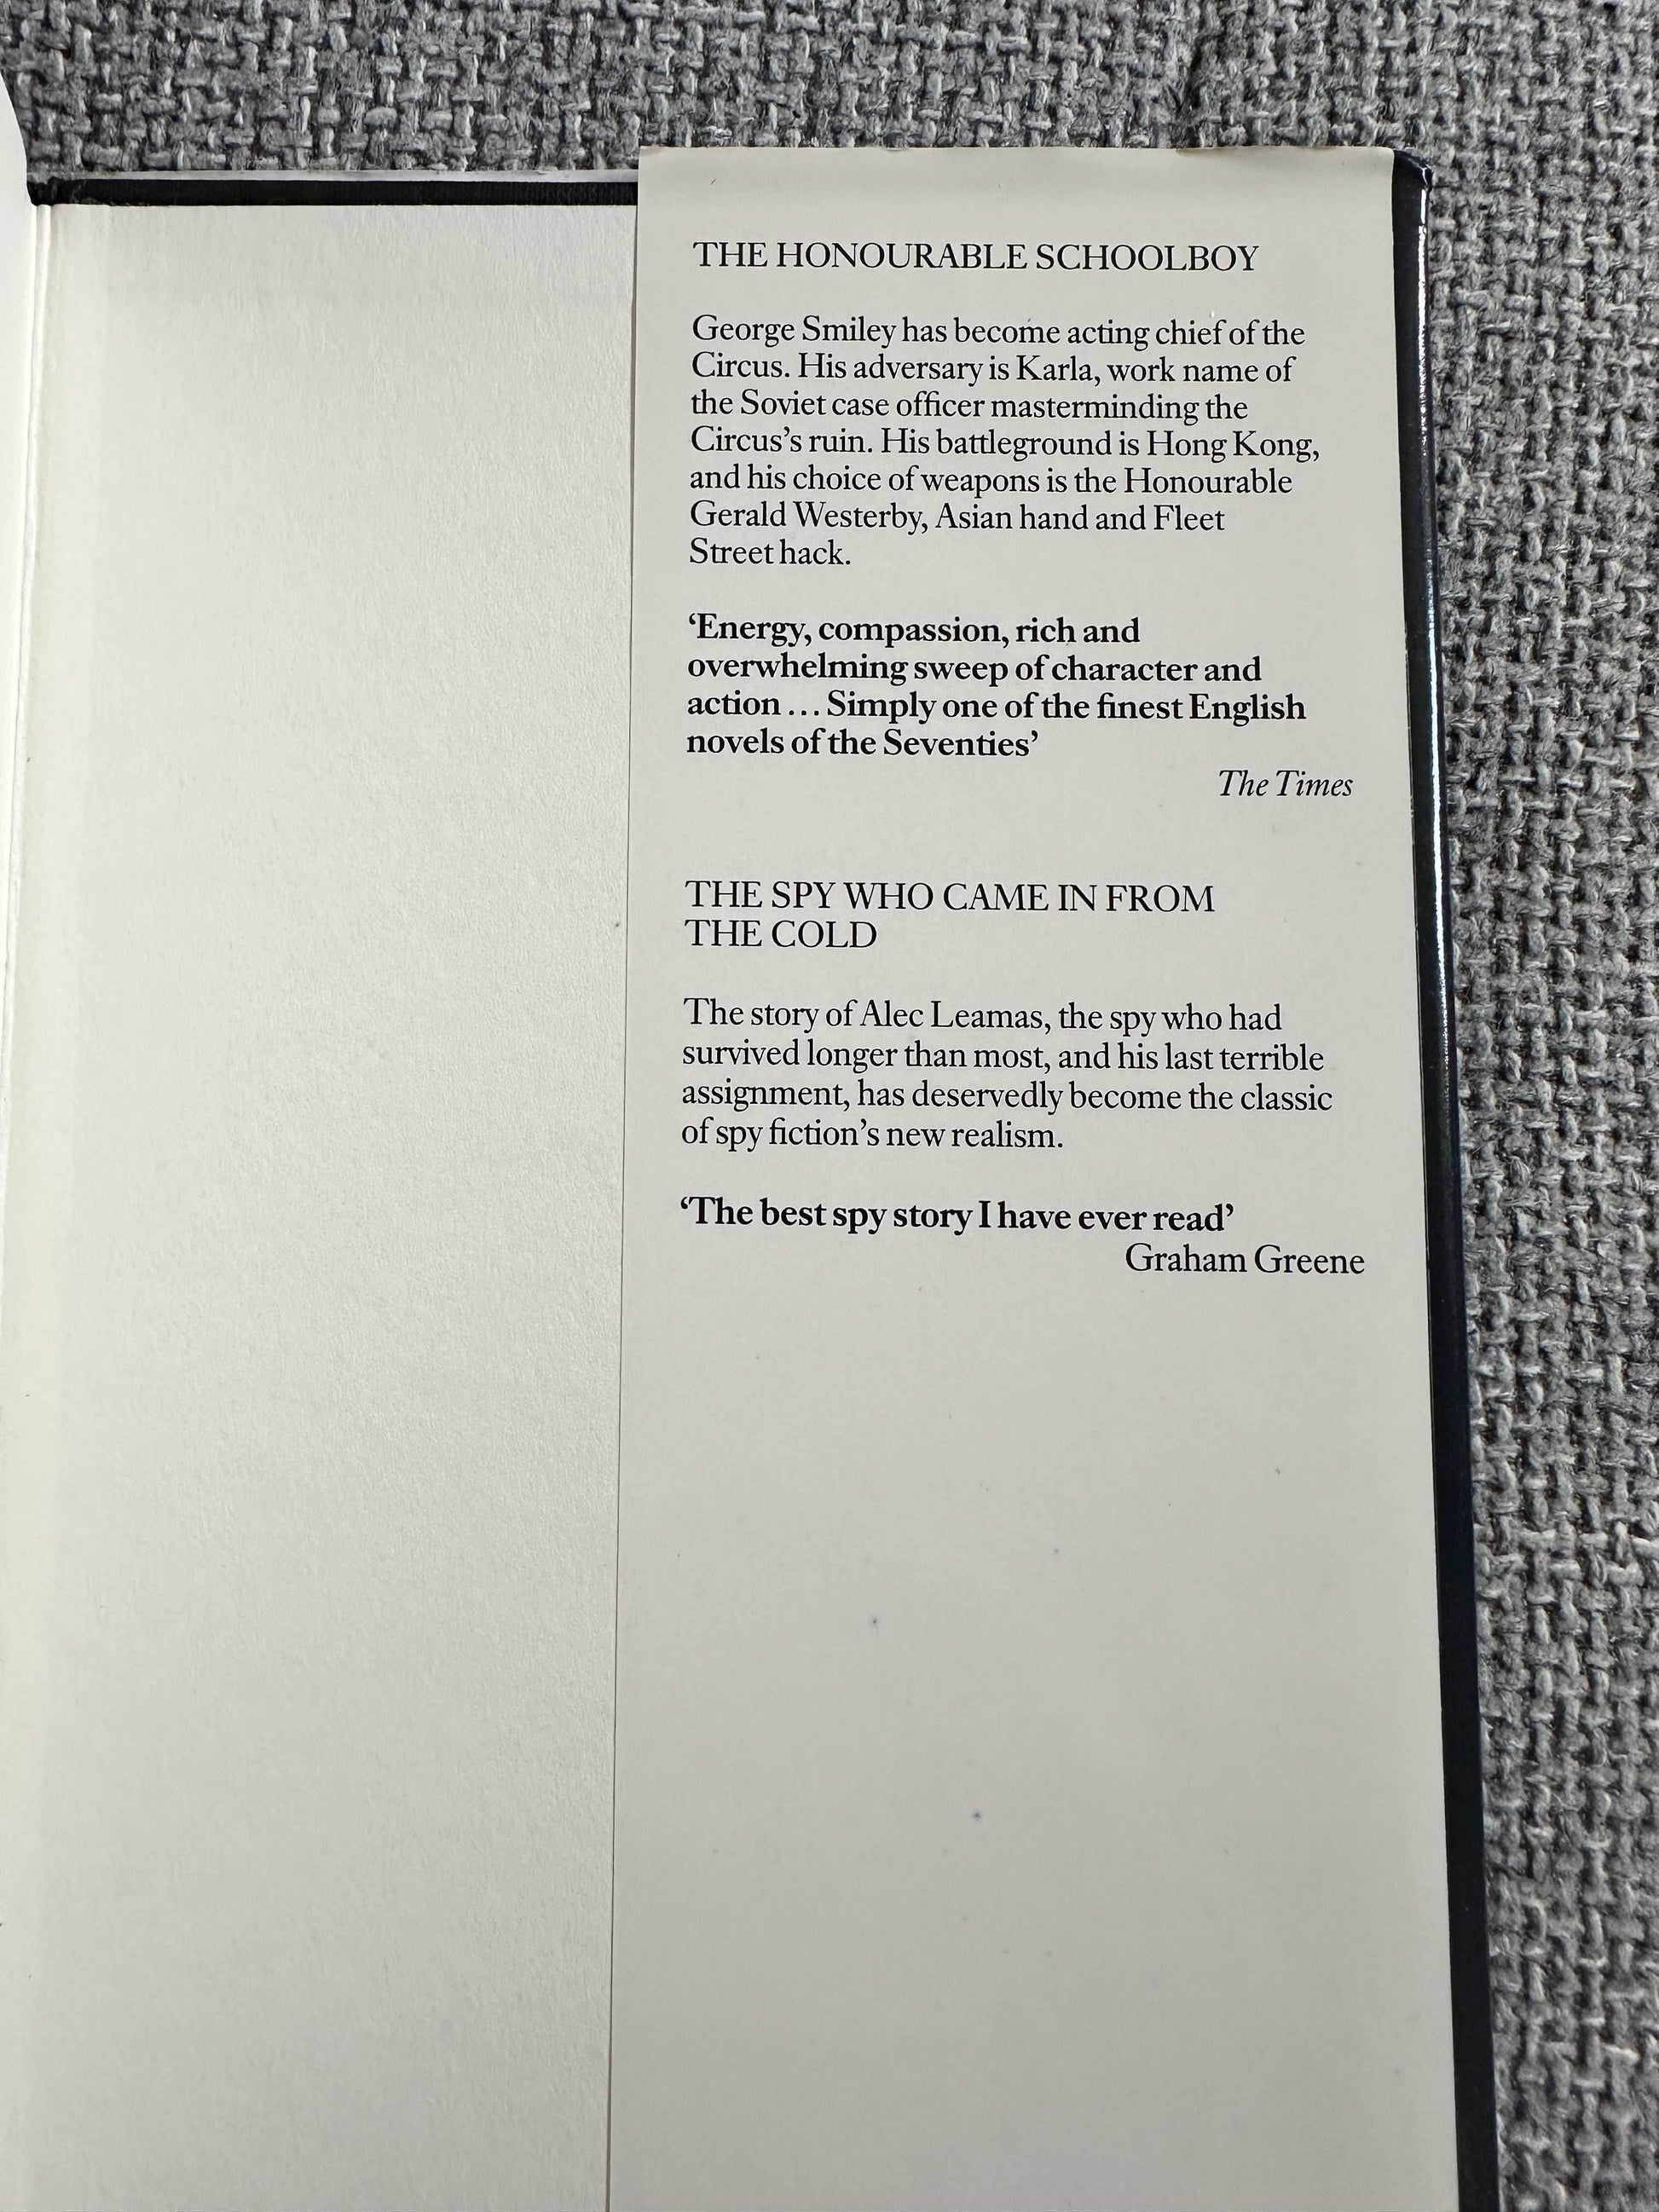 THE HONOURABLE SCHOOLBOY
George Smiley has become acting chief of the
Circus. His adversary is Karla, work name of
the Soviet case officer masterminding the
Circus’s ruin. His battleground is Hong Kong,
and his choice of weapons is the Honourable
Gerald Westerby, Asian hand and Fleet
Street hack.
‘Energy, compassion, rich and
overwhelming sweep of character and
action ... Simply one of the finest English
novels of the Seventies’
The Times
THE SPY WHO CAME IN FROM
THE COLD
The story of Alec Leamas, the spy who had
survived longer than most, and his last terrible
assignment, has deservedly become the classic
of spy fiction’s new realism.
‘The best spy story I have ever read’
Graham Greene